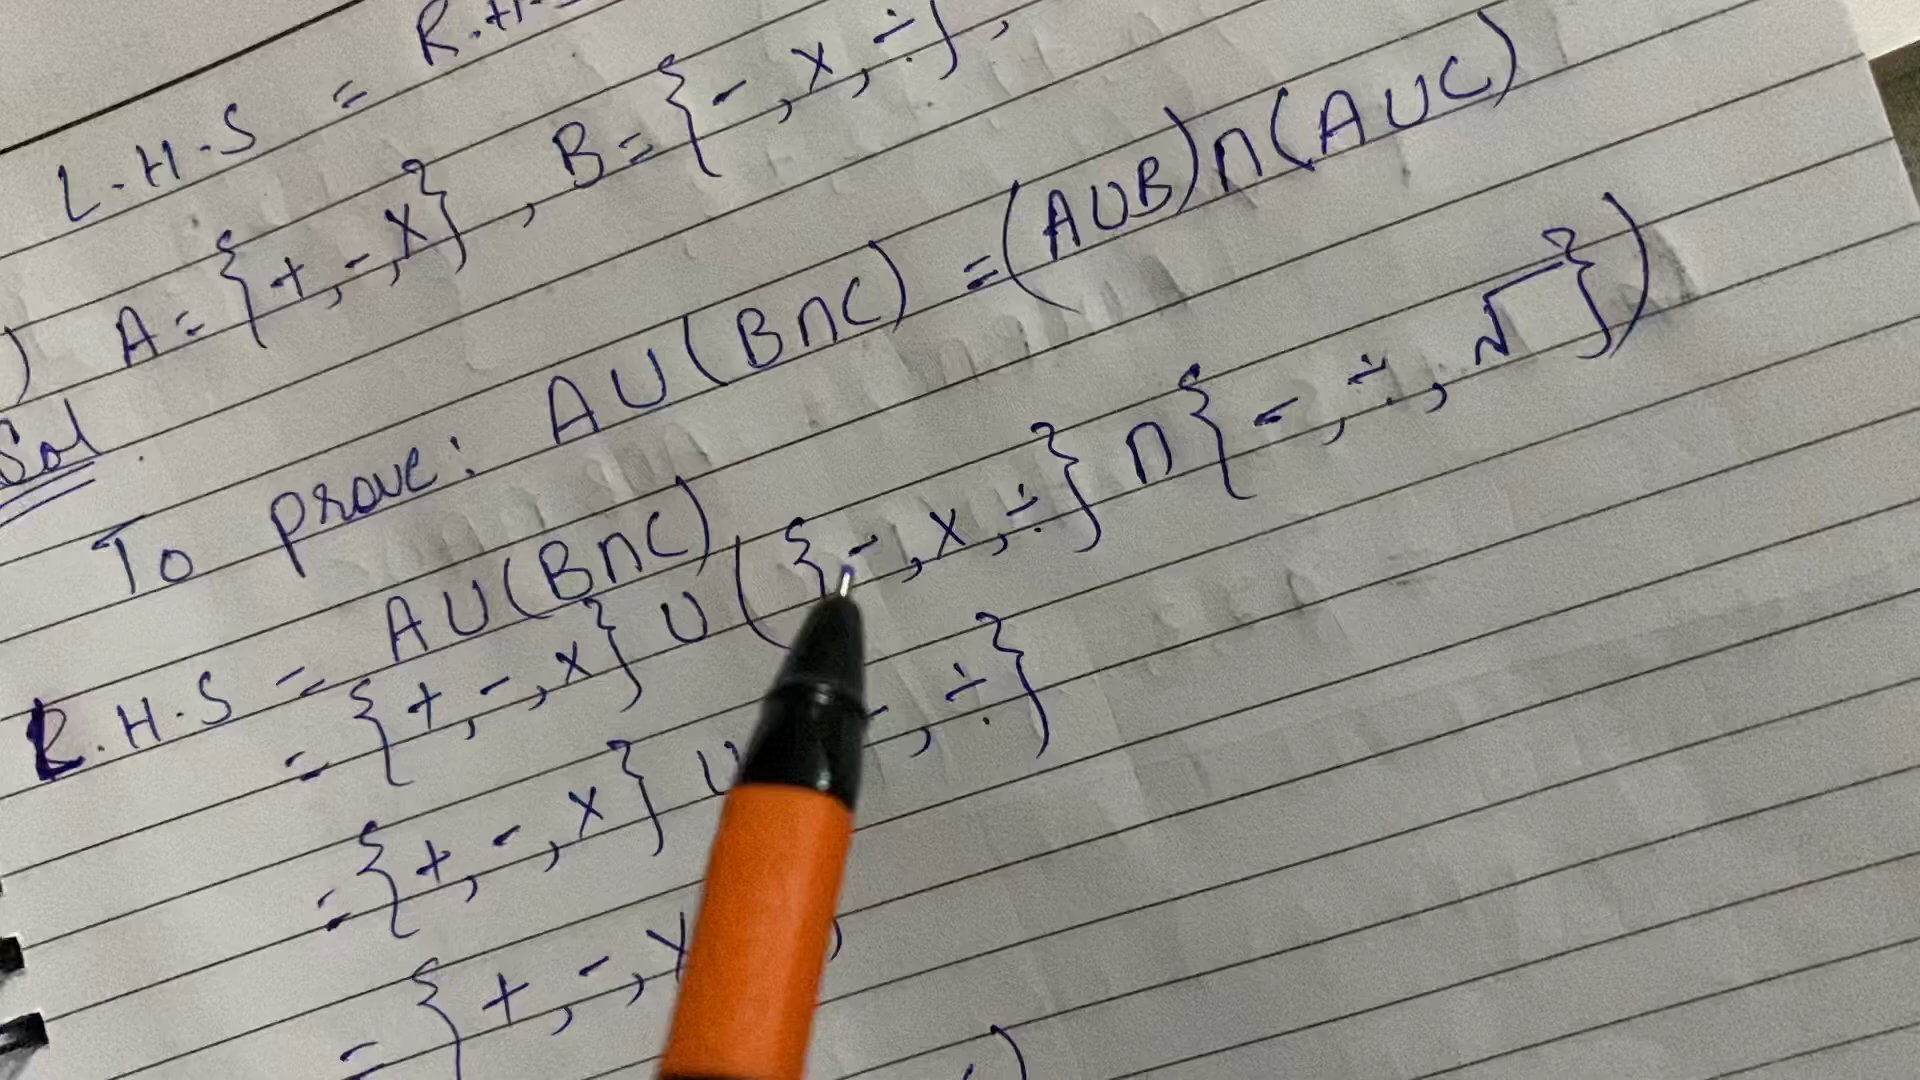 L.H.S = R.H.S
) A = {+, -, ×}, B = {-, ×, ÷},
Sol
To prove: A∪(B∩C) = (A∪B)∩(A∪C)
L.H.S = A∪(B∩C)
= {+, -, ×} ∪ ({-, ×, ÷} ∩ {-, ÷, √})
= {+, -, ×} ∪ -, ÷}
= {+, -, ×